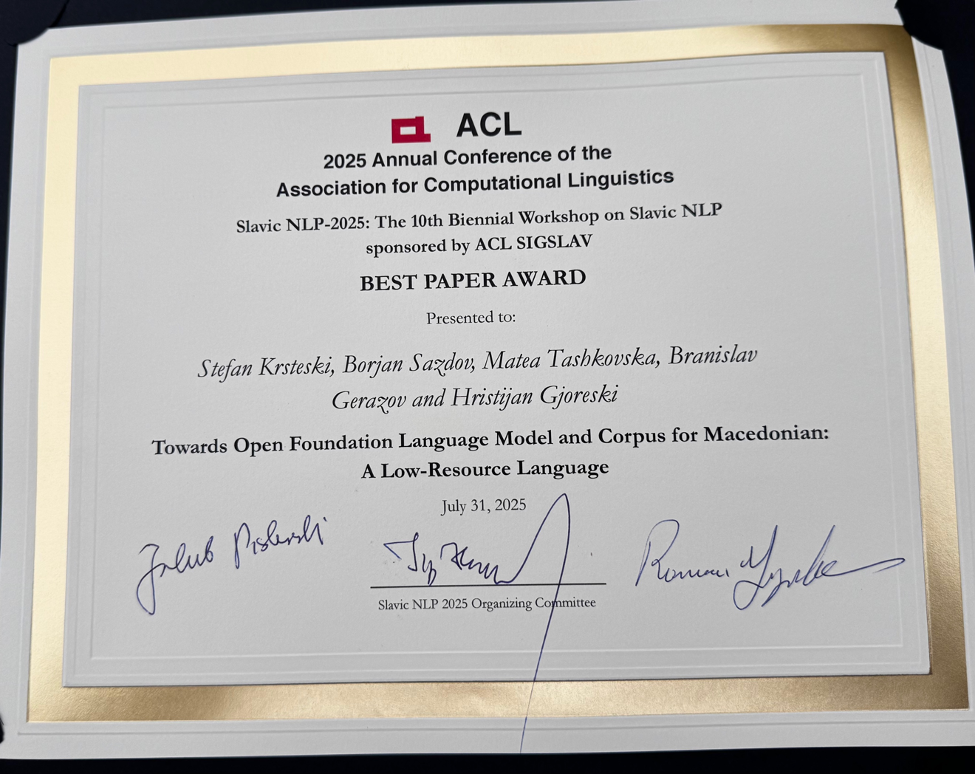 ACL
2025 Annual Conference of the
Association for Computational Linguistics
Slavic NLP-2025: The 10th Biennial Workshop on Slavic NLP
sponsored by ACL SIGSLAV
BEST PAPER AWARD
Presented to:
Stefan Krsteski, Borjan Sazdov, Matea Tashkovska, Branislav
Gerazov and Hristijan Gjoreski
Towards Open Foundation Language Model and Corpus for Macedonian:
A Low-Resource Language
July 31, 2025
Roman
Slavic NLP 2025 Organizing Committee